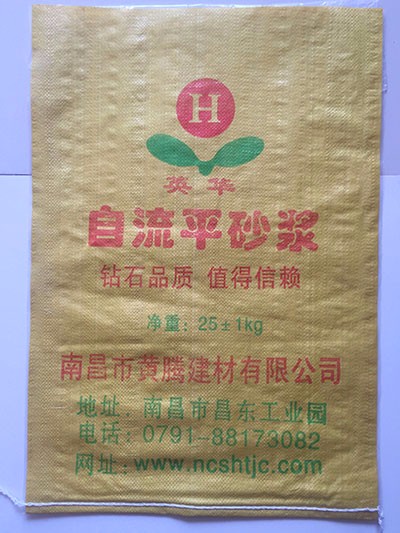 H
英华
自流平砂浆
钻石品质 值得信赖
净重：25±1kg
南昌市黄腾建材有限公司
地址：南昌市昌东工业园
电话：0791-88173082
网址：www.ncshtjc.com